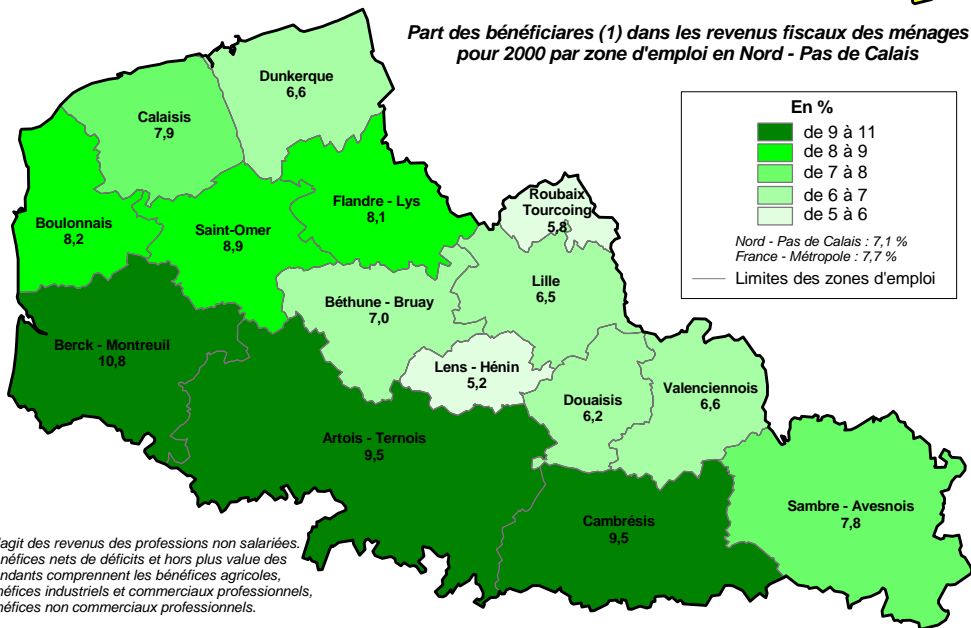 Part des bénéficiares (1) dans les revenus fiscaux des ménages
pour 2000 par zone d'emploi en Nord - Pas de Calais
Dunkerque
6,6
Calaisis
7,9
En %
de 9 à 11
de 8 à 9
de 7 à 8
de 6 à 7
de 5 à 6
Nord - Pas de Calais : 7,1 %
France - Métropole : 7,7 %
Limites des zones d'emploi
Roubaix
Tourcoing
5,8
Flandre - Lys
8,1
Boulonnais
8,2
Saint-Omer
8,9
Lille
6,5
Béthune - Bruay
7,0
Berck - Montreuil
10,8
Lens - Hénin
5,2
Douaisis
6,2
Valenciennois
6,6
Artois - Ternois
9,5
Cambrésis
9,5
Sambre - Avesnois
7,8
des revenus des professions non salariées.
nets de déficits et hors plus value des
comprennent les bénéfices agricoles,
industriels et commerciaux professionnels,
non commerciaux professionnels.